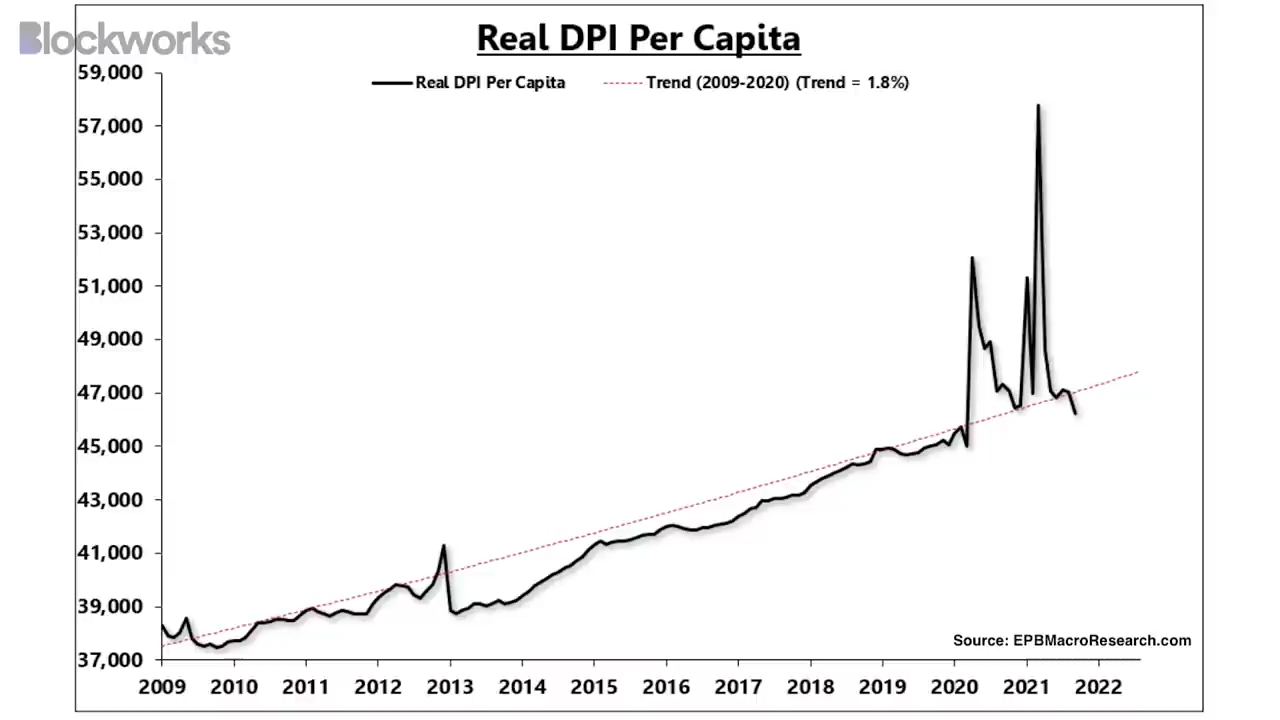 Blockworks
Real DPI Per Capita
Real DPI Per Capita Trend (2009-2020) (Trend = 1.8%)
59,000
57,000
55,000
53,000
51,000
49,000
47,000
45,000
43,000
41,000
39,000
37,000
Source: EPBMacroResearch.com
2009 2010 2011 2012 2013 2014 2015 2016 2017 2018 2019 2020 2021 2022